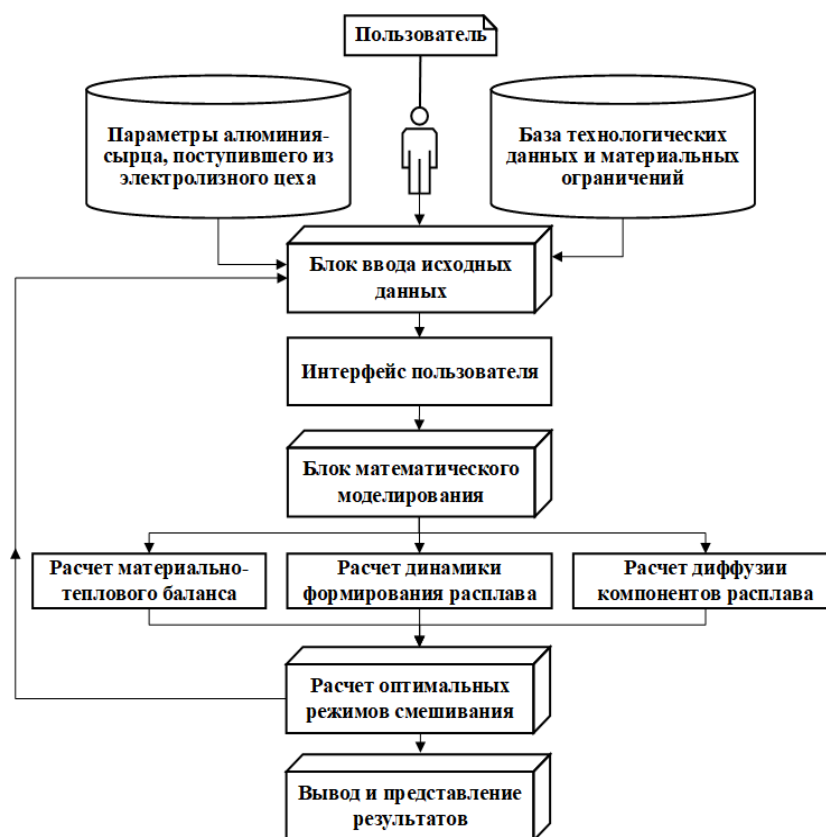 Пользователь
Параметры алюминия-
сырца, поступившего из
электролизного цеха
База технологических
данных и материальных
ограничений
Блок ввода исходных
данных
Интерфейс пользователя
Блок математического
моделирования
Расчет материально-
теплового баланса
Расчет динамики
формирования расплава
Расчет диффузии
компонентов расплава
Расчет оптимальных
режимов смешивания
Вывод и представление
результатов